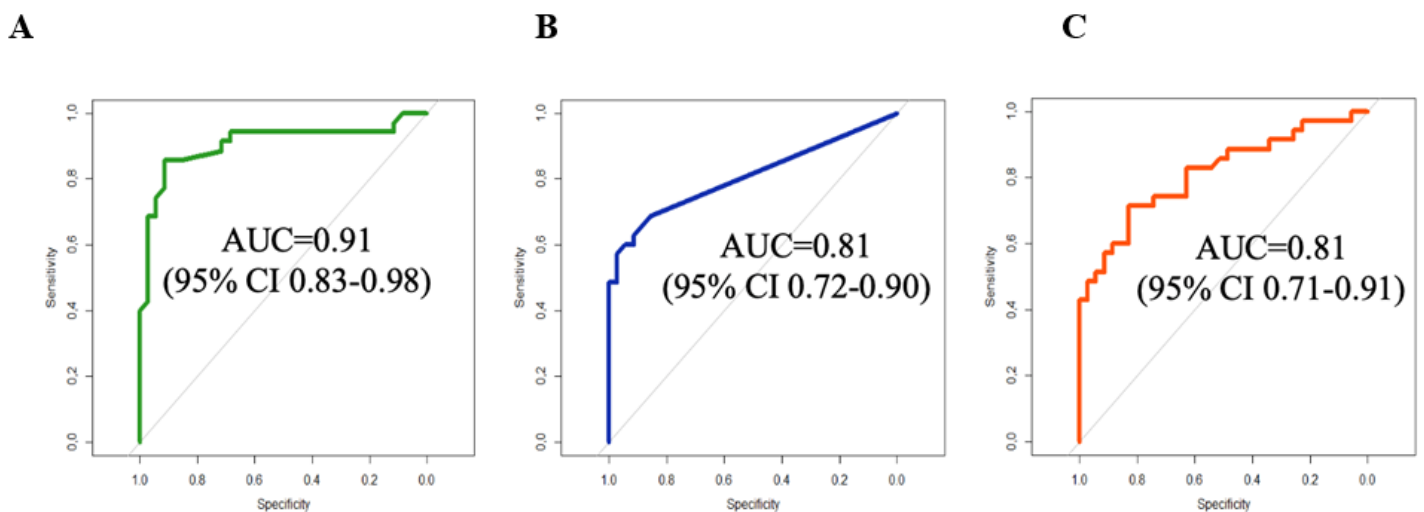 A
B
C
1.0
0.8
0.6
0.4
0.2
0.0
Sensitivity
AUC=0.91
(95% CI 0.83-0.98)
1.0 0.8 0.6 0.4 0.2 0.0
Specificity
1.0
0.8
0.6
0.4
0.2
0.0
Sensitivity
AUC=0.81
(95% CI 0.72-0.90)
1.0 0.8 0.6 0.4 0.2 0.0
Specificity
1.0
0.8
0.6
0.4
0.2
0.0
Sensitivity
AUC=0.81
(95% CI 0.71-0.91)
1.0 0.8 0.6 0.4 0.2 0.0
Specificity